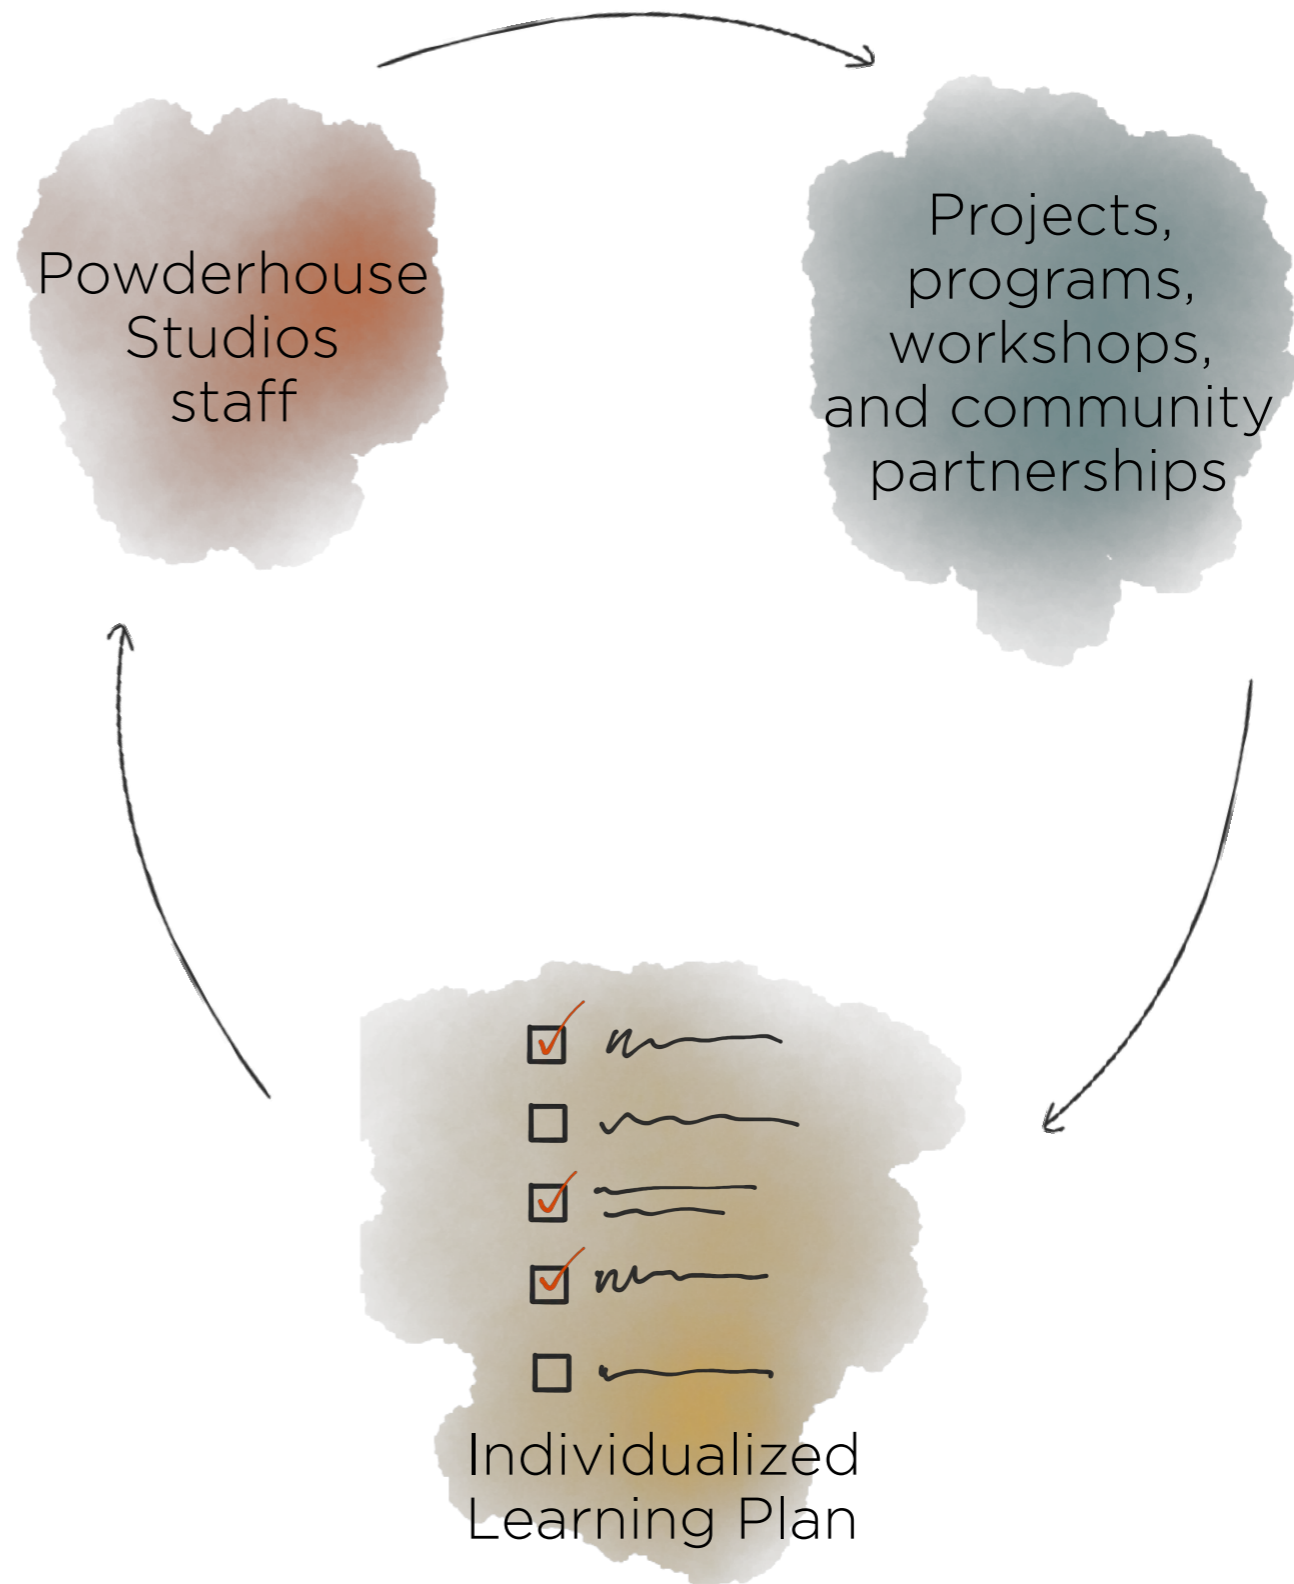 Powderhouse
Studios
staff
Projects,
programs,
workshops,
and community
partnerships
Individualized
Learning Plan